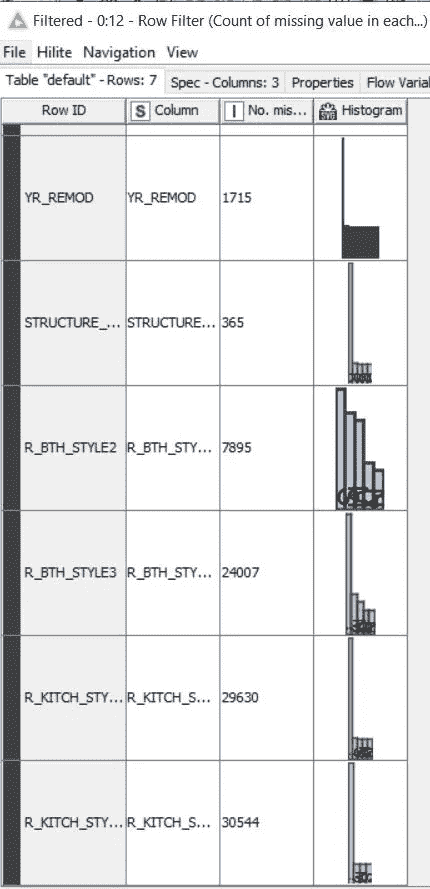 Filtered - 0:12 - Row Filter (Count of missing value in each...)
File Hilite Navigation View
Table "default" - Rows: 7 Spec - Columns: 3 Properties Flow Variab
Row ID S Column I No. mis... Histogram
YR_REMOD YR_REMOD 1715
STRUCTURE_... STRUCTURE... 365
R_BTH_STYLE2 R_BTH_STY... 7895
R_BTH_STYLE3 R_BTH_STY... 24007
R_KITCH_STY... R_KITCH_S... 29630
R_KITCH_STY... R_KITCH_S... 30544